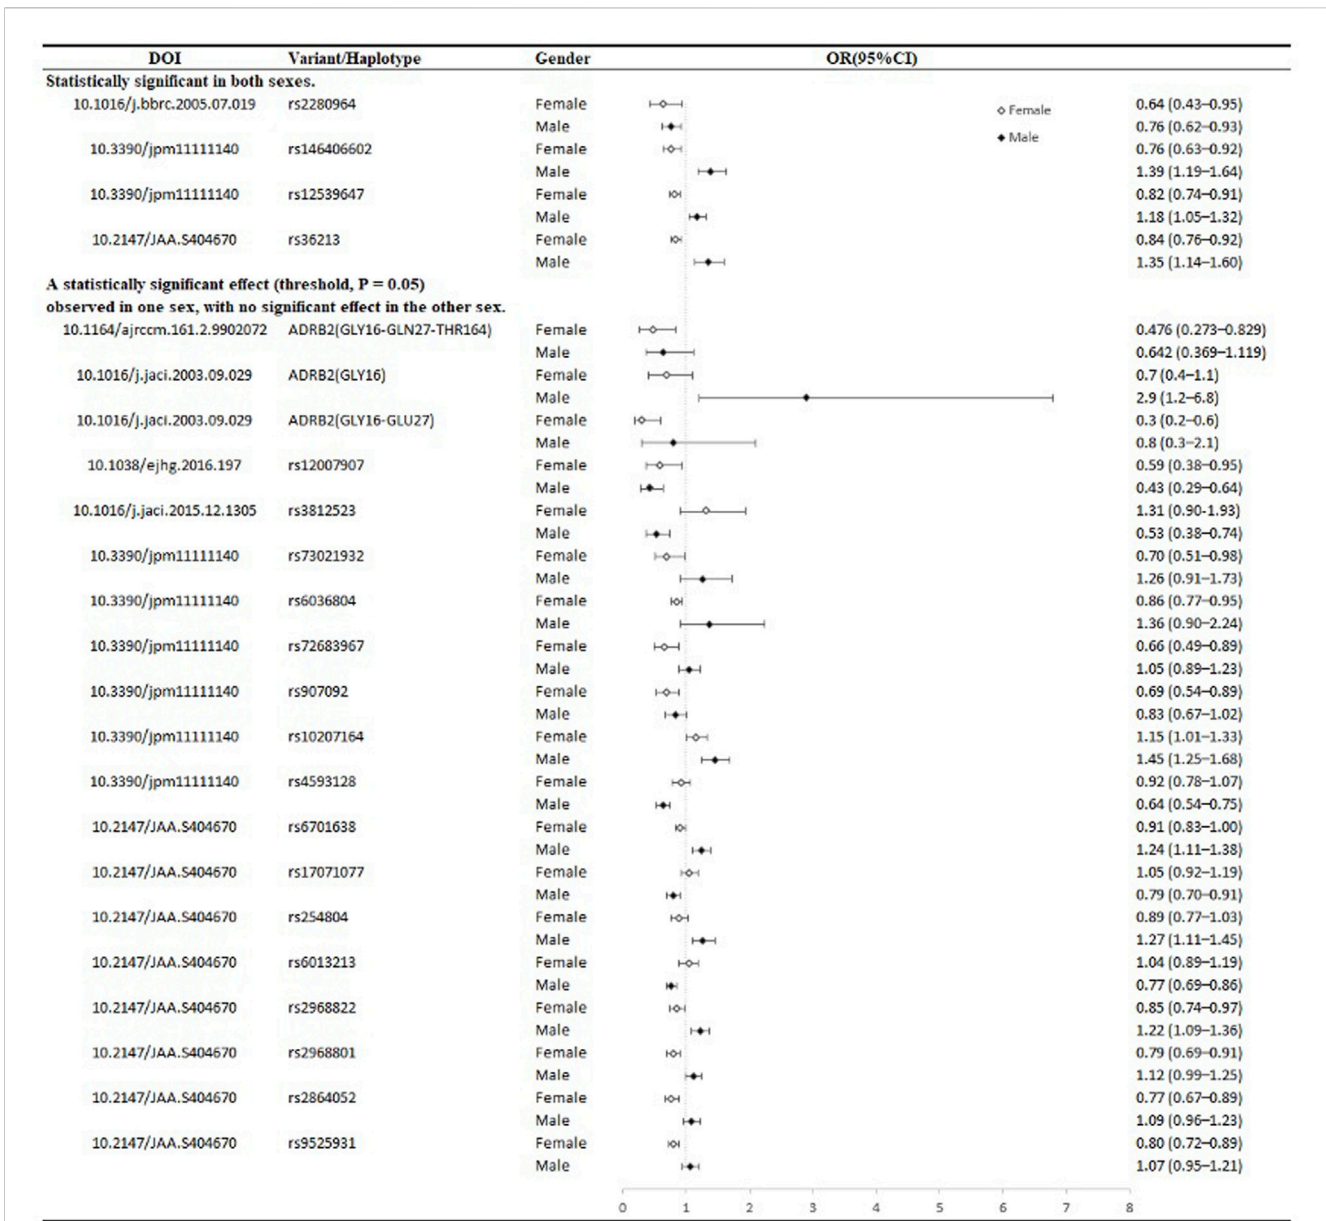 DOI Variant/Haplotype Gender OR(95%CI)
Statistically significant in both sexes.
10.1016/j.bbrc.2005.07.019 rs2280964 Female 0.64 (0.43–0.95)
◇ Female
Male 0.76 (0.62–0.93)
◆ Male
10.3390/jpm11111140 rs146406602 Female 0.76 (0.63–0.92)
Male 1.39 (1.19–1.64)
10.3390/jpm11111140 rs12539647 Female 0.82 (0.74–0.91)
Male 1.18 (1.05–1.32)
10.2147/JAA.S404670 rs36213 Female 0.84 (0.76–0.92)
Male 1.35 (1.14–1.60)
A statistically significant effect (threshold, P = 0.05)
observed in one sex, with no significant effect in the other sex.
10.1164/ajrccm.161.2.9902072 ADRB2(GLY16-GLN27-THR164) Female 0.476 (0.273–0.829)
Male 0.642 (0.369–1.119)
10.1016/j.jaci.2003.09.029 ADRB2(GLY16) Female 0.7 (0.4–1.1)
Male 2.9 (1.2–6.8)
10.1016/j.jaci.2003.09.029 ADRB2(GLY16-GLU27) Female 0.3 (0.2–0.6)
Male 0.8 (0.3–2.1)
10.1038/ejhg.2016.197 rs12007907 Female 0.59 (0.38–0.95)
Male 0.43 (0.29–0.64)
10.1016/j.jaci.2015.12.1305 rs3812523 Female 1.31 (0.90-1.93)
Male 0.53 (0.38–0.74)
10.3390/jpm11111140 rs73021932 Female 0.70 (0.51–0.98)
Male 1.26 (0.91–1.73)
10.3390/jpm11111140 rs6036804 Female 0.86 (0.77–0.95)
Male 1.36 (0.90–2.24)
10.3390/jpm11111140 rs72683967 Female 0.66 (0.49–0.89)
Male 1.05 (0.89–1.23)
10.3390/jpm11111140 rs907092 Female 0.69 (0.54–0.89)
Male 0.83 (0.67–1.02)
10.3390/jpm11111140 rs10207164 Female 1.15 (1.01–1.33)
Male 1.45 (1.25–1.68)
10.3390/jpm11111140 rs4593128 Female 0.92 (0.78–1.07)
Male 0.64 (0.54–0.75)
10.2147/JAA.S404670 rs6701638 Female 0.91 (0.83–1.00)
Male 1.24 (1.11–1.38)
10.2147/JAA.S404670 rs17071077 Female 1.05 (0.92–1.19)
Male 0.79 (0.70–0.91)
10.2147/JAA.S404670 rs254804 Female 0.89 (0.77–1.03)
Male 1.27 (1.11–1.45)
10.2147/JAA.S404670 rs6013213 Female 1.04 (0.89–1.19)
Male 0.77 (0.69–0.86)
10.2147/JAA.S404670 rs2968822 Female 0.85 (0.74–0.97)
Male 1.22 (1.09–1.36)
10.2147/JAA.S404670 rs2968801 Female 0.79 (0.69–0.91)
Male 1.12 (0.99–1.25)
10.2147/JAA.S404670 rs2864052 Female 0.77 (0.67–0.89)
Male 1.09 (0.96–1.23)
10.2147/JAA.S404670 rs9525931 Female 0.80 (0.72–0.89)
Male 1.07 (0.95–1.21)
0 1 2 3 4 5 6 7 8